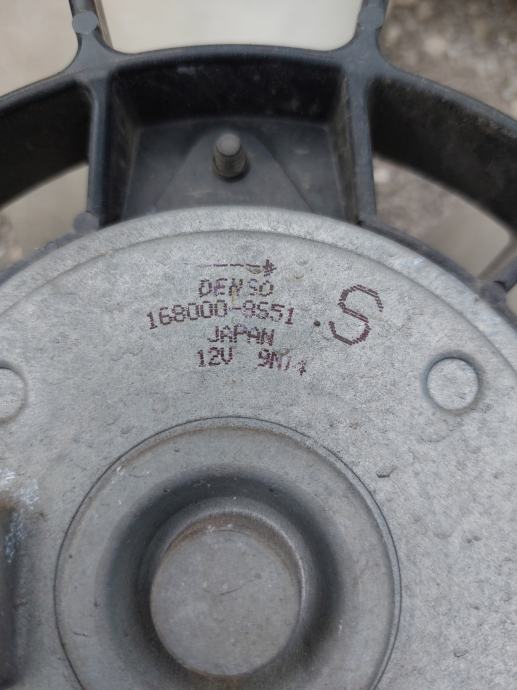 DENSO
168000-8551
S
JAPAN
12V